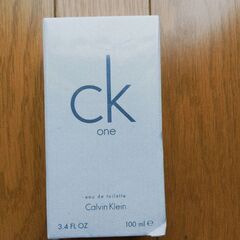 ck
one
eau de toilette
Calvin Klein
3.4 FL OZ 100 ml e